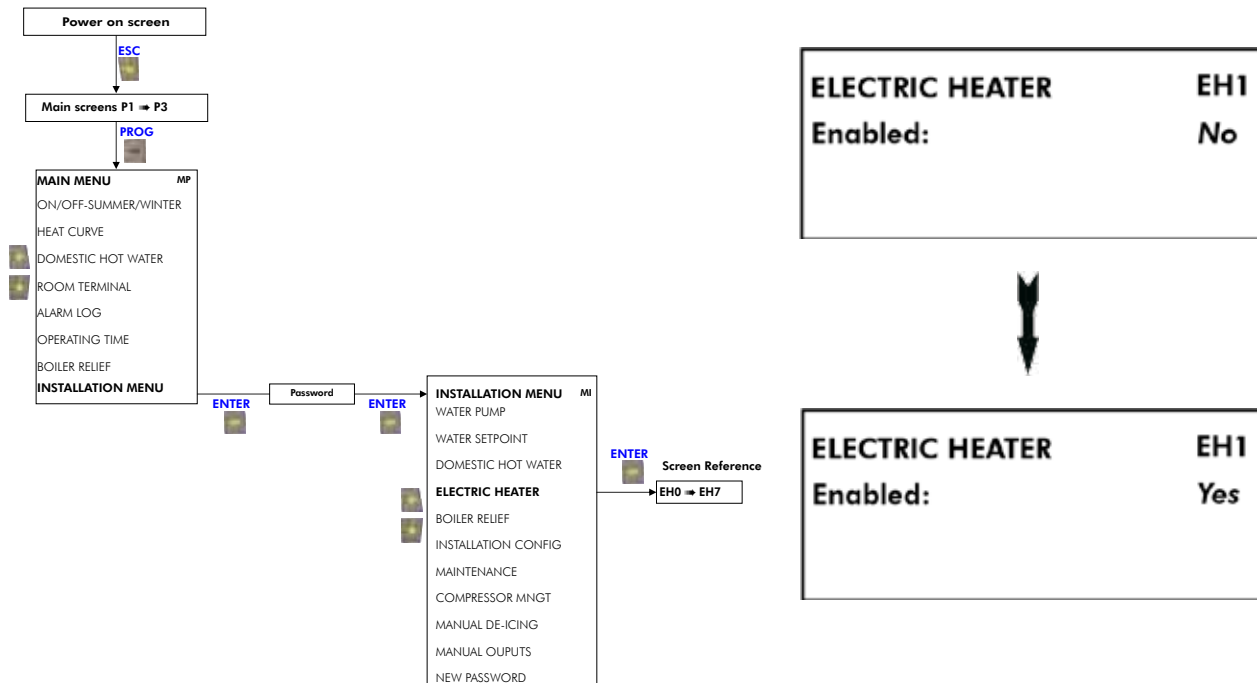 Power on screen
ESC
Main screens P1 ➠ P3
PROG
MAIN MENU MP
ON/OFF-SUMMER/WINTER
HEAT CURVE
DOMESTIC HOT WATER
ROOM TERMINAL
ALARM LOG
OPERATING TIME
BOILER RELIEF
INSTALLATION MENU
ENTER
Password
ENTER
INSTALLATION MENU MI
WATER PUMP
WATER SETPOINT
DOMESTIC HOT WATER
ELECTRIC HEATER
BOILER RELIEF
INSTALLATION CONFIG
MAINTENANCE
COMPRESSOR MNGT
MANUAL DE-ICING
MANUAL OUPUTS
NEW PASSWORD
ENTER
Screen Reference
EH0 ➠ EH7
ELECTRIC HEATER EH1
Enabled: No
ELECTRIC HEATER EH1
Enabled: Yes